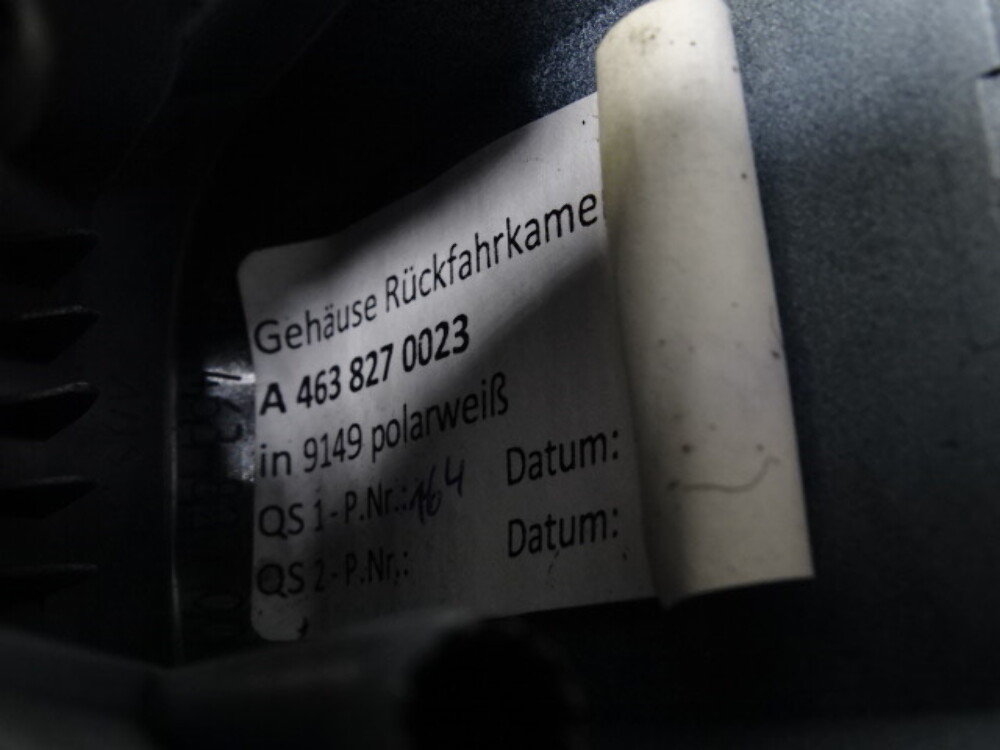 Gehäuse Rückfahrkame
A 463 827 0023
in 9149 polarweiß
QS 1 - P.Nr.: 164 Datum:
QS 2 - P.Nr.: Datum: